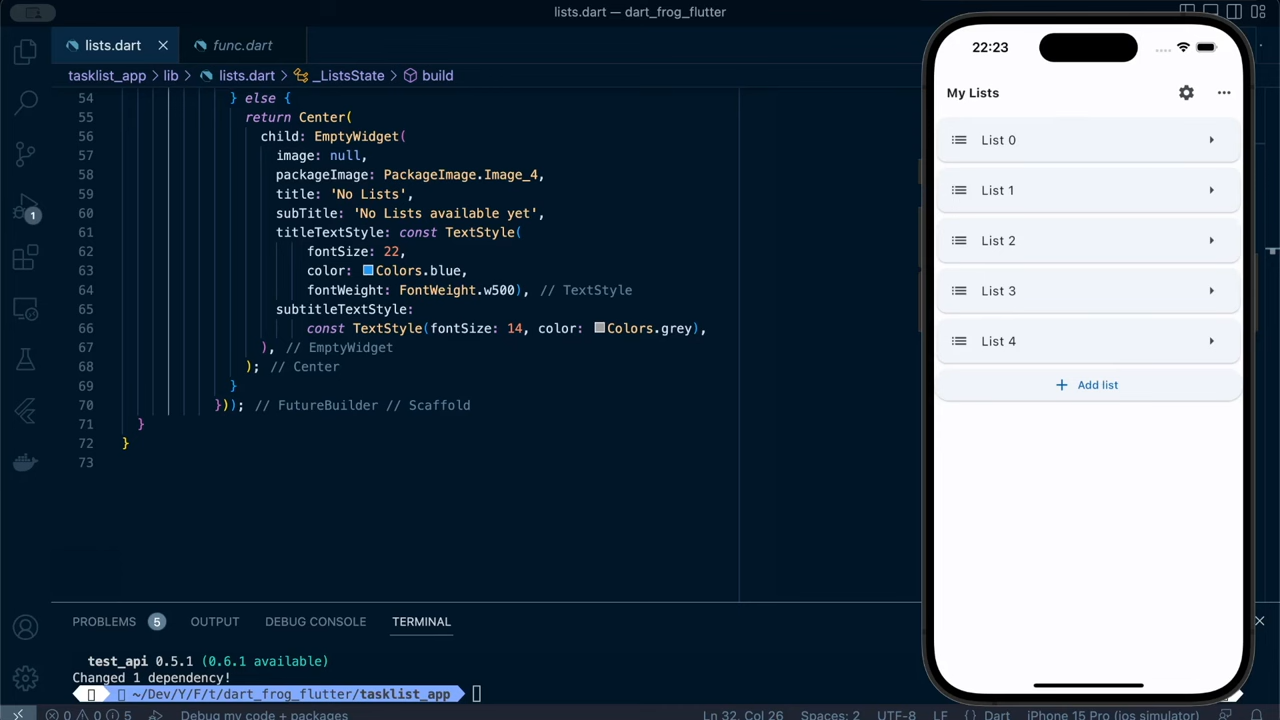 lists.dart — dart_frog_flutter
lists.dart
func.dart
tasklist_app > lib > lists.dart > _ListsState > build
54 } else {
55 return Center(
56 child: EmptyWidget(
57 image: null,
58 packageImage: PackageImage.Image_4,
59 title: 'No Lists',
60 subTitle: 'No Lists available yet',
61 titleTextStyle: const TextStyle(
62 fontSize: 22,
63 color: Colors.blue,
64 fontWeight: FontWeight.w500), // TextStyle
65 subtitleTextStyle:
66 const TextStyle(fontSize: 14, color: Colors.grey),
67 ), // EmptyWidget
68 ); // Center
69 }
70 })); // FutureBuilder // Scaffold
71 }
72 }
73
1
PROBLEMS 5 OUTPUT DEBUG CONSOLE TERMINAL
test_api 0.5.1 (0.6.1 available)
Changed 1 dependency!
~/Dev/Y/F/t/dart_frog_flutter/tasklist_app
0 0 5 Debug my code + packages
Ln 32, Col 26 Spaces: 2 UTF-8 LF {} Dart iPhone 15 Pro (ios simulator)
22:23
My Lists
List 0
List 1
List 2
List 3
List 4
+ Add list